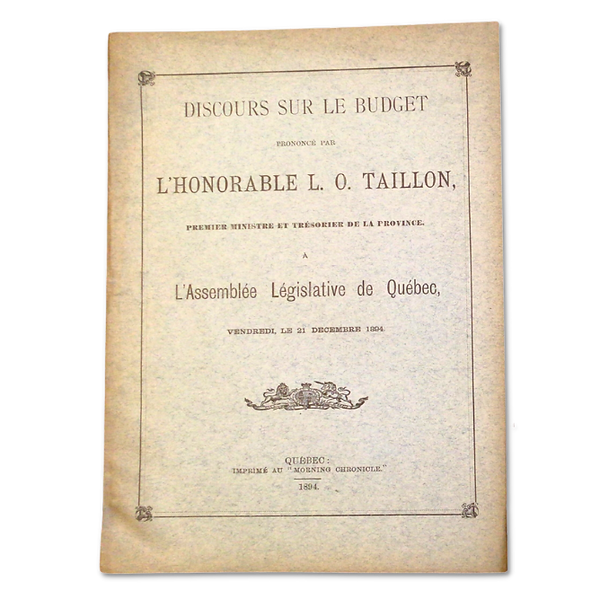 DISCOURS SUR LE BUDGET
PRONONCÉ PAR
L'HONORABLE L. O. TAILLON,
PREMIER MINISTRE ET TRÉSORIER DE LA PROVINCE.
A
L'Assemblée Législative de Québec,
VENDREDI, LE 21 DECEMBRE 1894
QUÉBEC:
IMPRIMÉ AU "MORNING CHRONICLE."
1894.